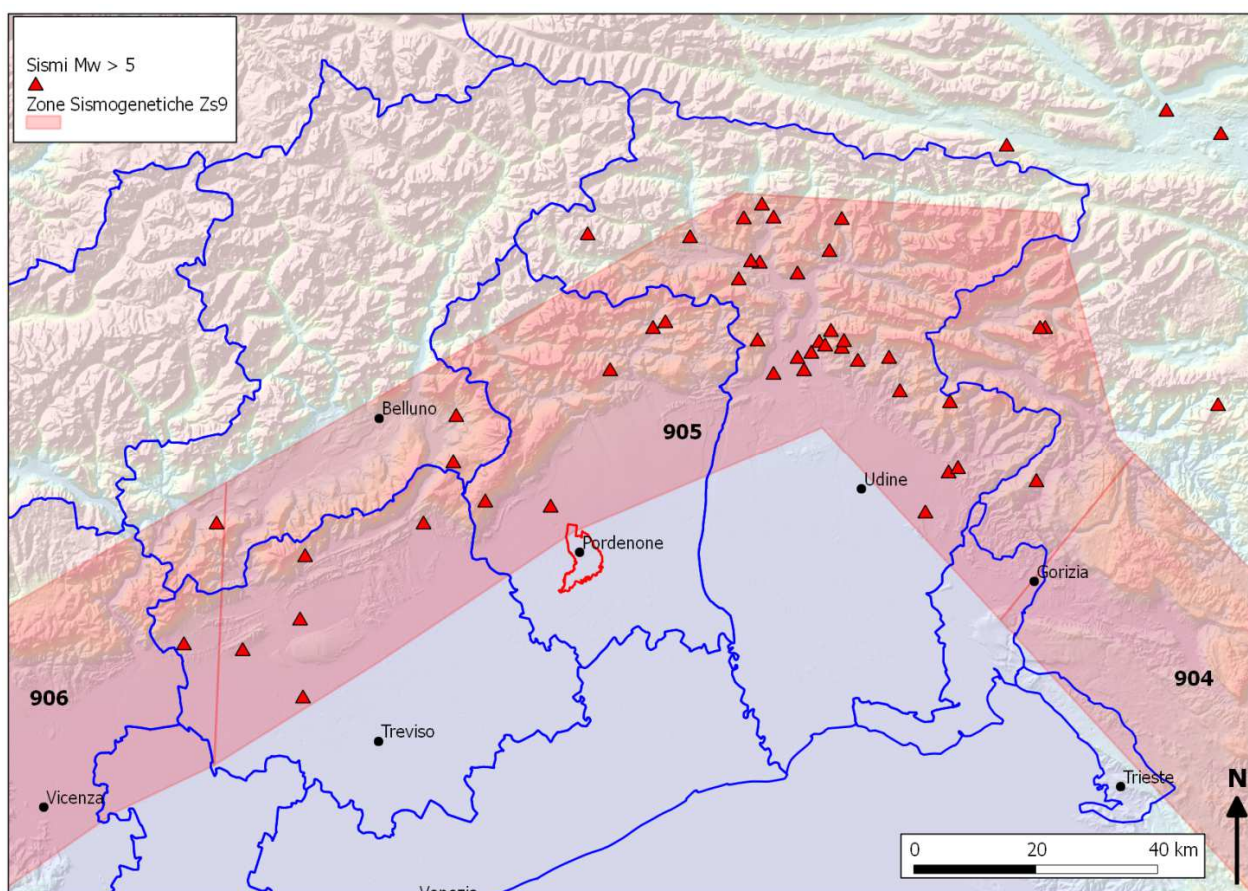 Sismi Mw > 5
Zone Sismogenetiche Zs9
Belluno
905
Udine
Pordenone
Gorizia
906
904
Treviso
Trieste
N
Vicenza
0 20 40 km
Venezia